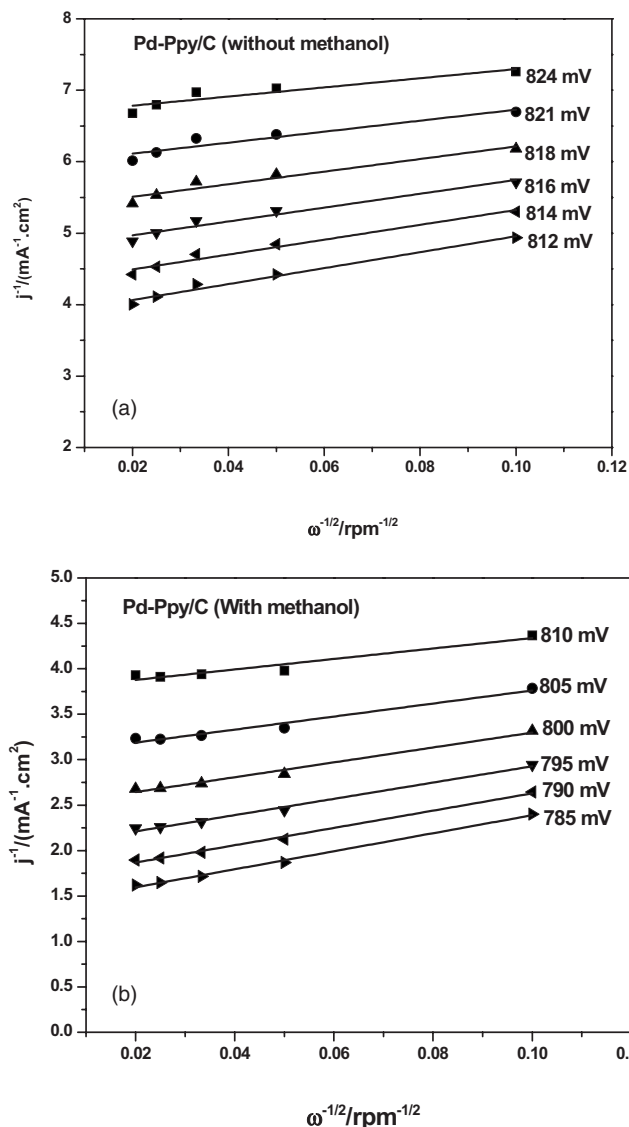 8
Pd-Ppy/C (without methanol)
824 mV
7
821 mV
818 mV
6
816 mV
814 mV
5
812 mV
j⁻¹/(mA⁻¹.cm²)
4
3
(a)
2
0.02 0.04 0.06 0.08 0.10 0.12
ω⁻¹/²/rpm⁻¹/²
5.0
Pd-Ppy/C (With methanol)
4.5
810 mV
4.0
805 mV
3.5
800 mV
3.0
795 mV
2.5
790 mV
785 mV
j⁻¹/(mA⁻¹.cm²)
2.0
1.5
1.0
0.5
(b)
0.0
0.02 0.04 0.06 0.08 0.10 0.
ω⁻¹/²/rpm⁻¹/²